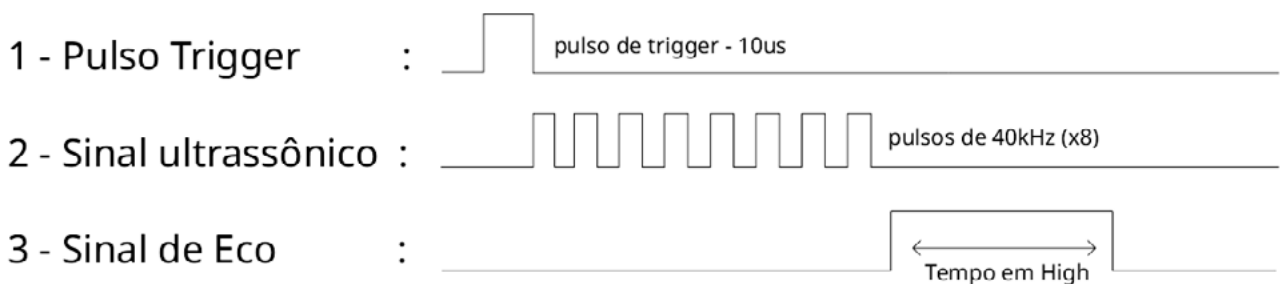 1 - Pulso Trigger :
pulso de trigger - 10us
2 - Sinal ultrassônico :
pulsos de 40kHz (x8)
3 - Sinal de Eco :
Tempo em High